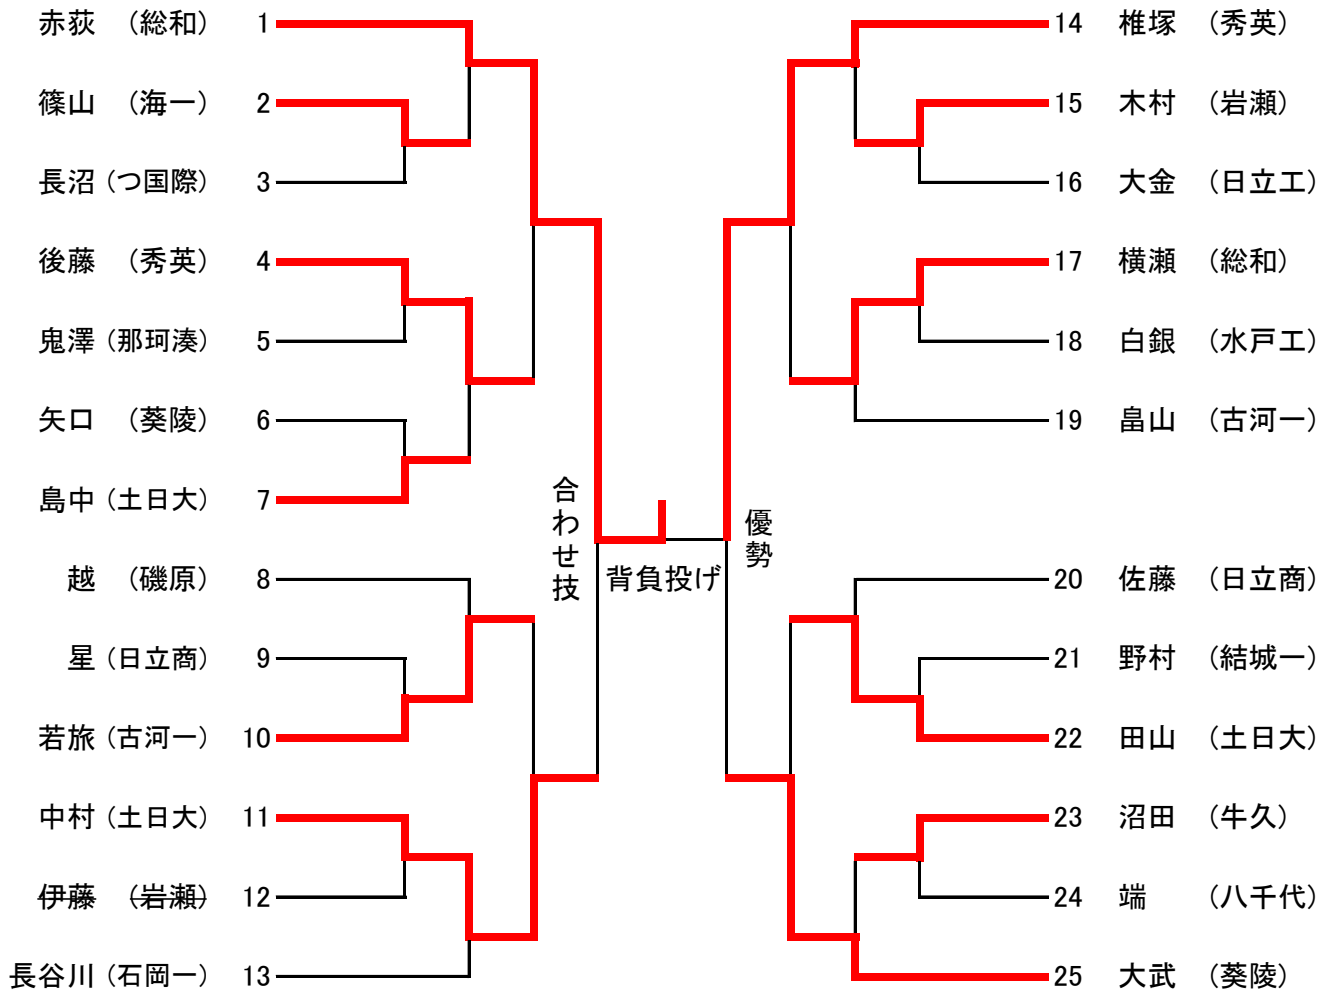 赤荻 （総和） 1
篠山 （海一） 2
長沼 （つ国際） 3
後藤 （秀英） 4
鬼澤 （那珂湊） 5
矢口 （葵陵） 6
島中 （土日大） 7
越 （磯原） 8
星 （日立商） 9
若旅 （古河一） 10
中村 （土日大） 11
伊藤 （岩瀬） 12
長谷川 （石岡一） 13
合わせ技
背負投げ
優勢
14 椎塚 （秀英）
15 木村 （岩瀬）
16 大金 （日立工）
17 横瀬 （総和）
18 白銀 （水戸工）
19 畠山 （古河一）
20 佐藤 （日立商）
21 野村 （結城一）
22 田山 （土日大）
23 沼田 （牛久）
24 端 （八千代）
25 大武 （葵陵）